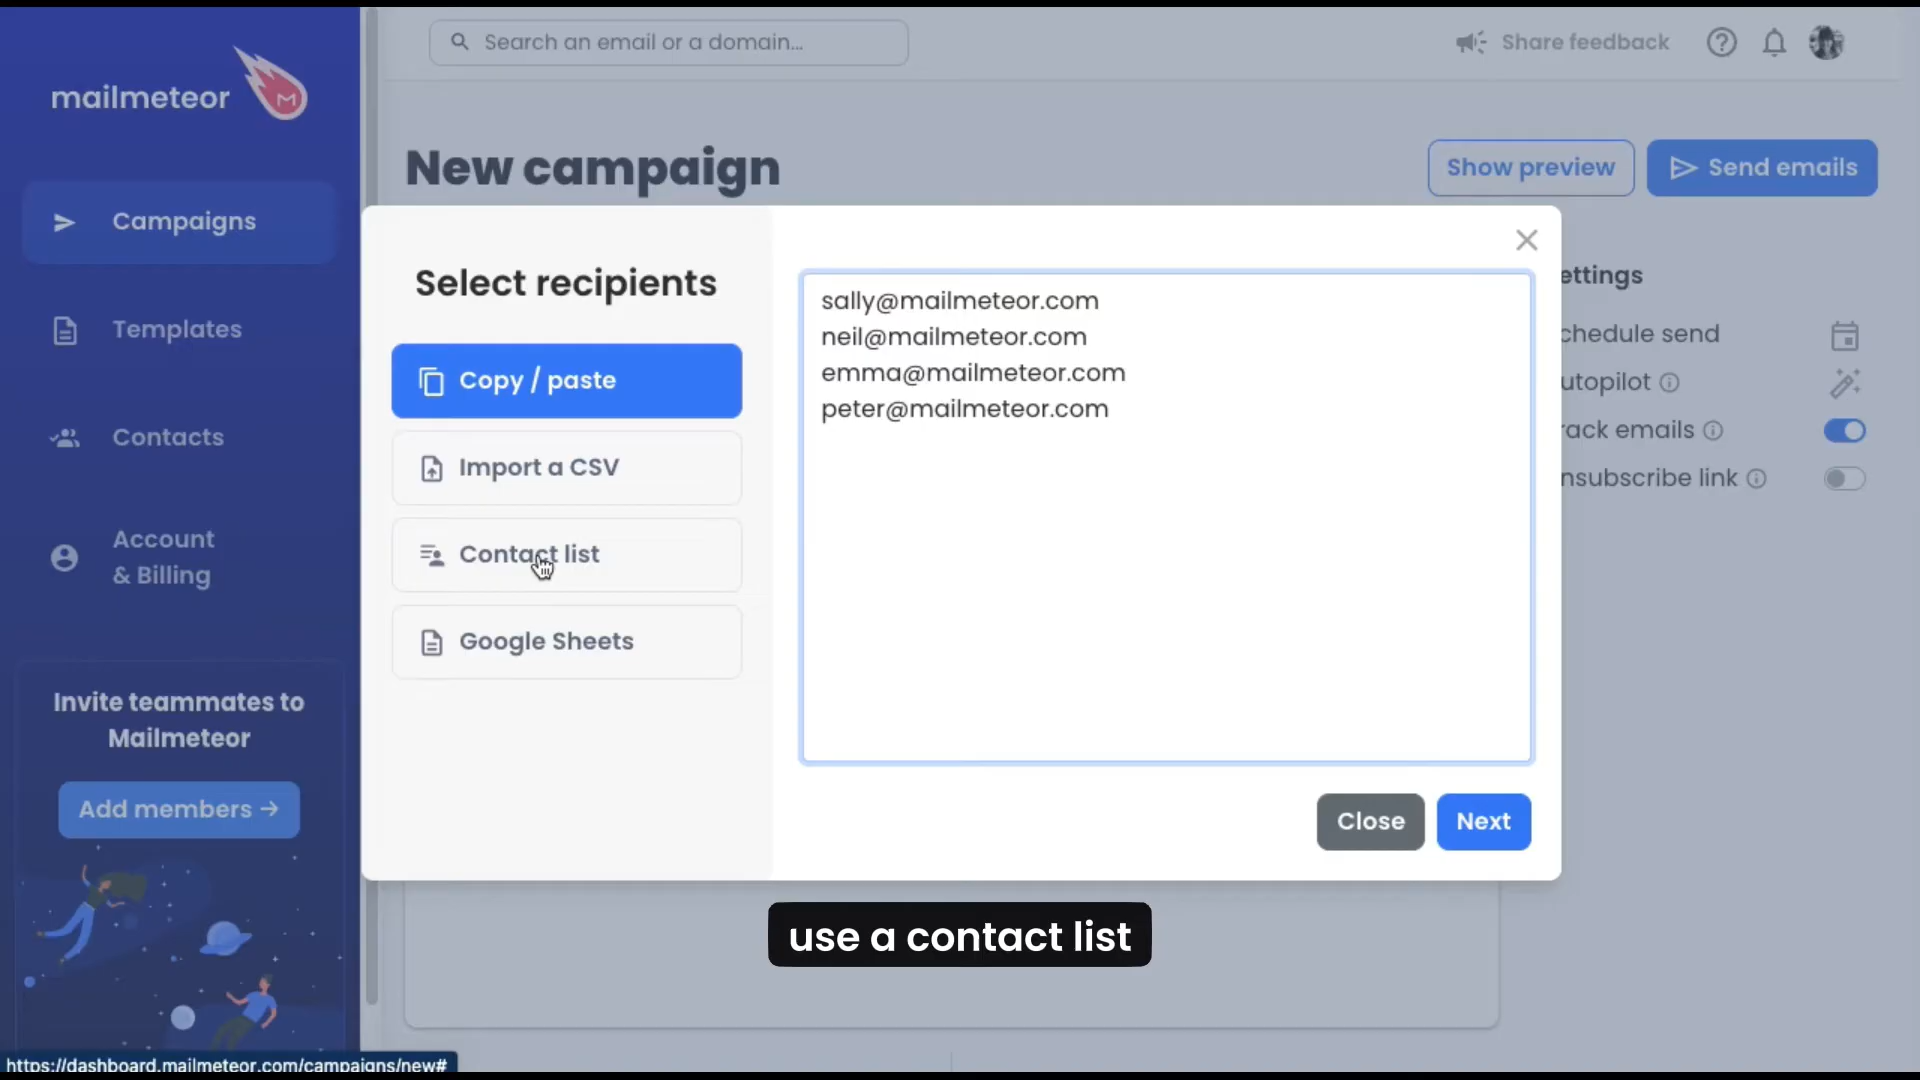 mailmeteor
Campaigns
Templates
Contacts
Account
& Billing
Invite teammates to
Mailmeteor
Add members →
https://dashboard.mailmeteor.com/campaigns/new#
Search an email or a domain...
Share feedback
New campaign
Show preview
Send emails
Select recipients
Copy / paste
Import a CSV
Contact list
Google Sheets
sally@mailmeteor.com
neil@mailmeteor.com
emma@mailmeteor.com
peter@mailmeteor.com
Close
Next
ettings
chedule send
utopilot
rack emails
nsubscribe link
use a contact list